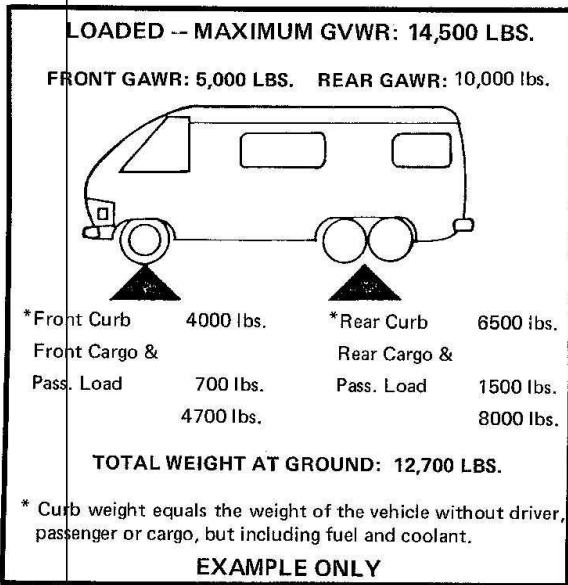 LOADED -- MAXIMUM GVWR: 14,500 LBS.
FRONT GAWR: 5,000 LBS. REAR GAWR: 10,000 lbs.
*Front Curb 4000 lbs. *Rear Curb 6500 lbs.
Front Cargo & Rear Cargo &
Pass. Load 700 lbs. Pass. Load 1500 lbs.
4700 lbs. 8000 lbs.
TOTAL WEIGHT AT GROUND: 12,700 LBS.
* Curb weight equals the weight of the vehicle without driver,
passenger or cargo, but including fuel and coolant.
EXAMPLE ONLY